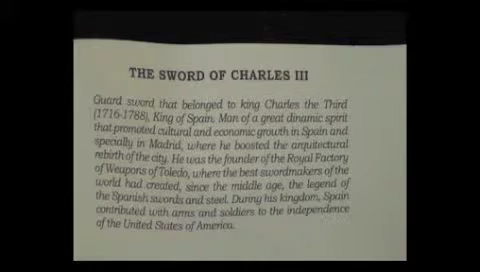 THE SWORD OF CHARLES III
Guard sword that belonged to king Charles the Third
(1716-1788), King of Spain. Man of a great dinamic spirit
that promoted cultural and economic growth in Spain and
specially in Madrid, where he boosted the arquitectural
rebirth of the city. He was the founder of the Royal Factory
of Weapons of Toledo, where the best swordmakers of the
world had created, since the middle age, the legend of
the Spanish swords and steel. During his kingdom, Spain
contributed with arms and soldiers to the independence
of the United States of America.